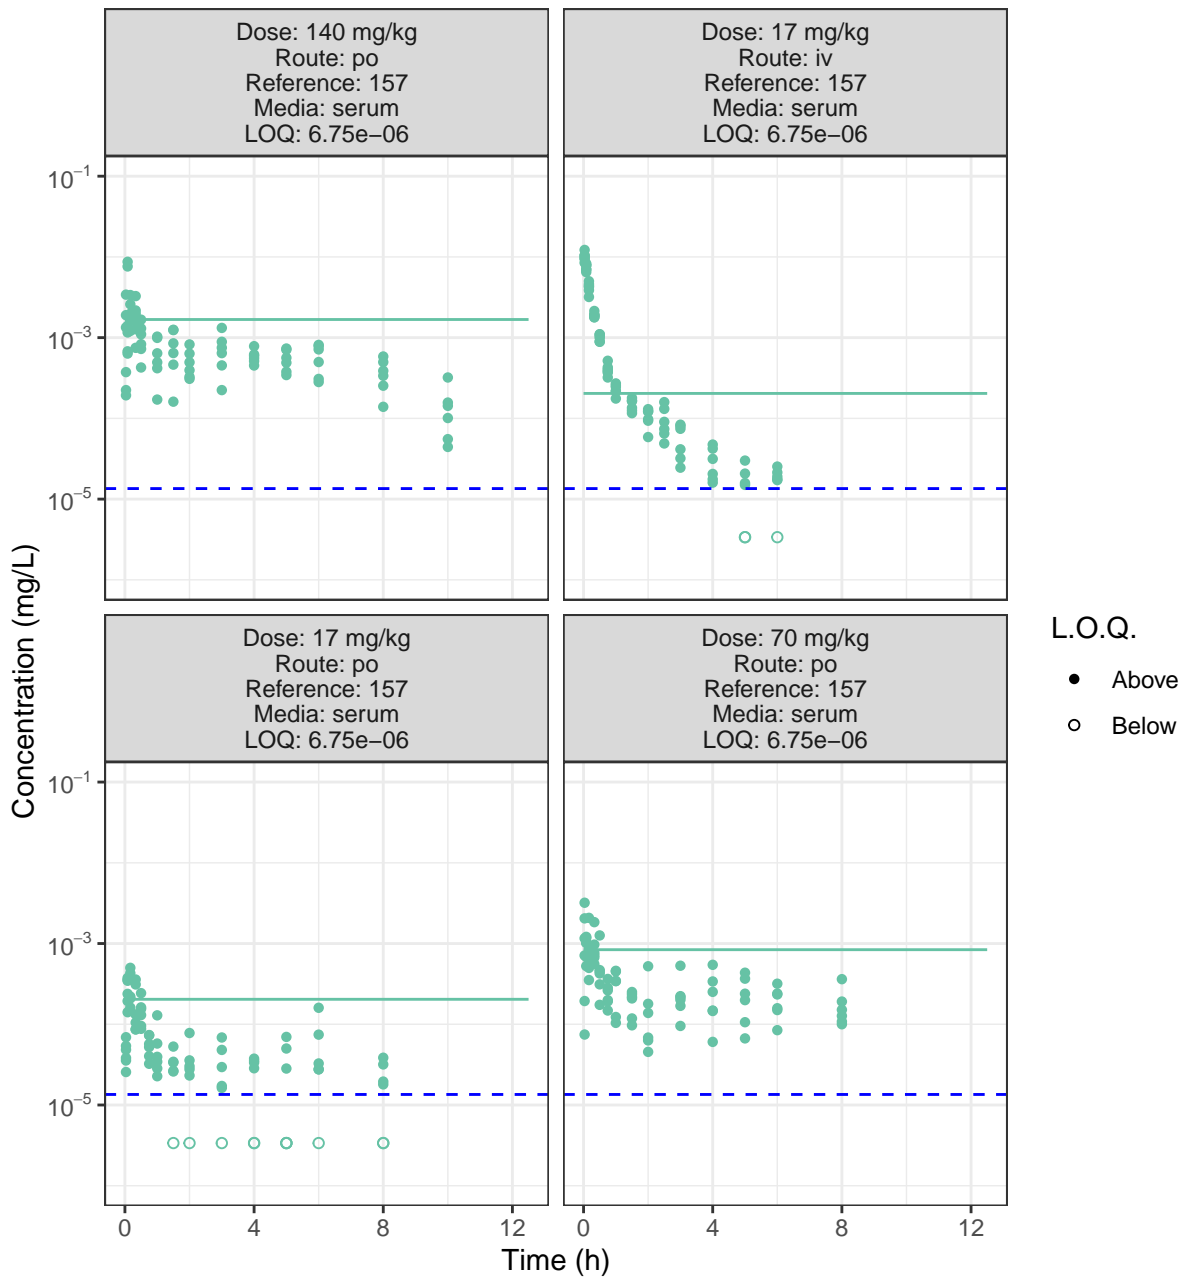 Dose: 140 mg/kg
Route: po
Reference: 157
Media: serum
LOQ: 6.75e−06
Dose: 17 mg/kg
Route: iv
Reference: 157
Media: serum
LOQ: 6.75e−06
10⁻¹
10⁻³
10⁻⁵
Dose: 17 mg/kg
Route: po
Reference: 157
Media: serum
LOQ: 6.75e−06
Dose: 70 mg/kg
Route: po
Reference: 157
Media: serum
LOQ: 6.75e−06
10⁻¹
10⁻³
10⁻⁵
0 4 8 12
0 4 8 12
Time (h)
Concentration (mg/L)
L.O.Q.
Above
Below